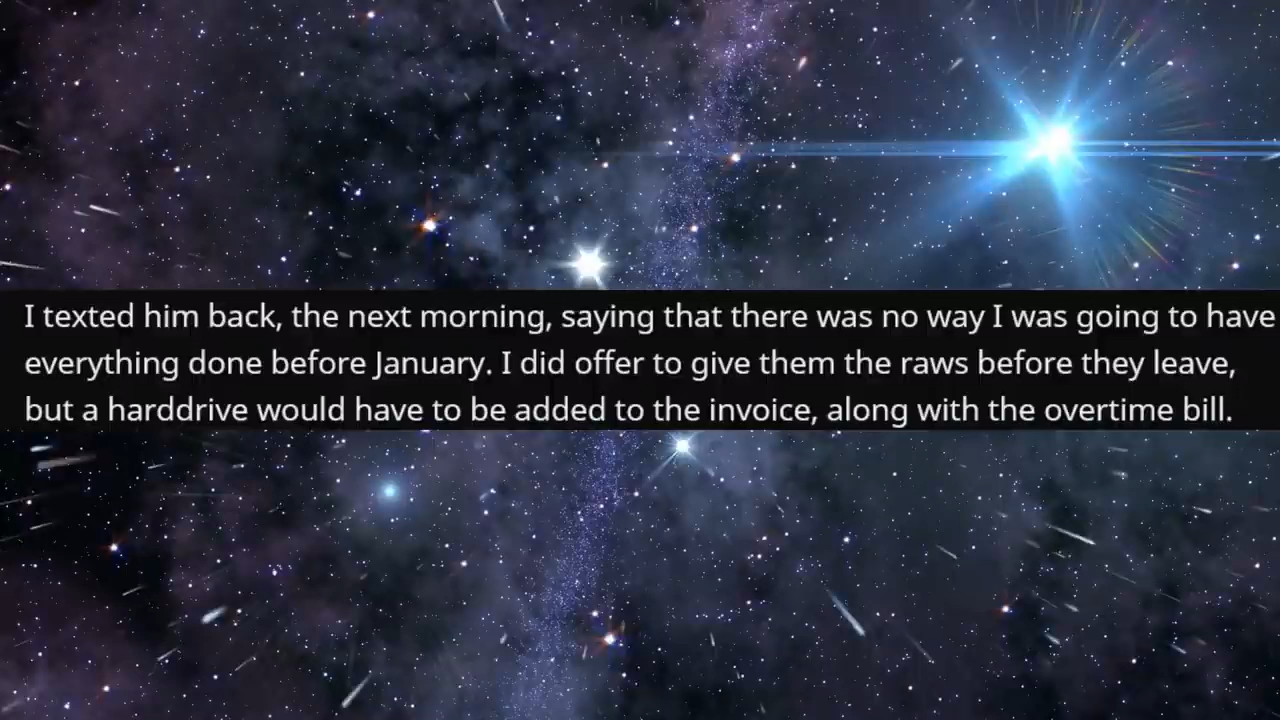 I texted him back, the next morning, saying that there was no way I was going to have
everything done before January. I did offer to give them the raws before they leave,
but a harddrive would have to be added to the invoice, along with the overtime bill.